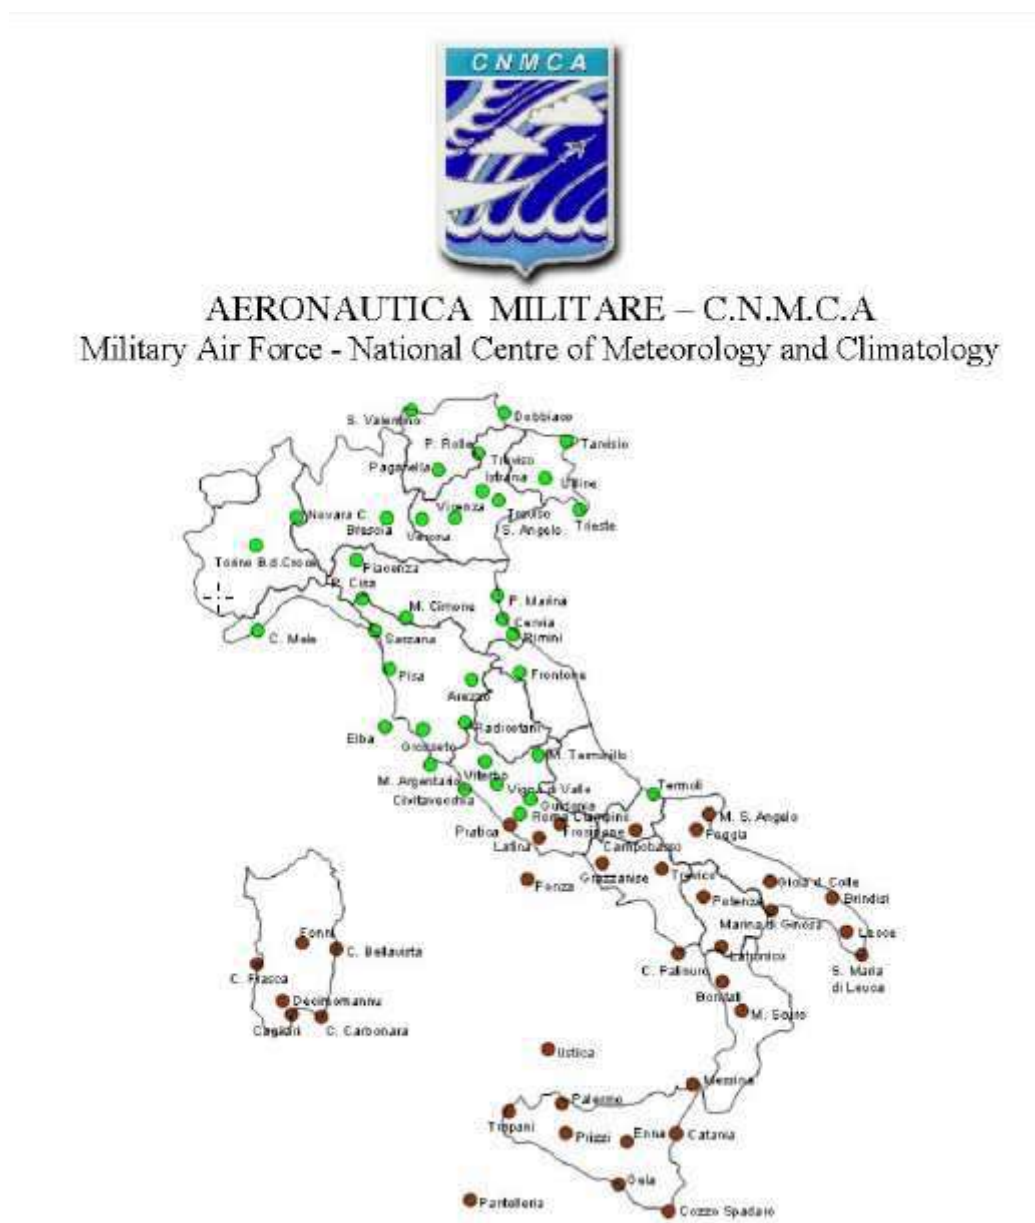 CNMCA
AERONAUTICA MILITARE – C.N.M.C.A
Military Air Force - National Centre of Meteorology and Climatology
S. Valentino
Dobbiaco
P. Rolle
Tarvisio
Treviso
Istrana
Paganella
Udine
Vicenza
Treviso
S. Angelo
Trieste
Novara C.
Brescia
Verona
Torino B.d.Croce
Piacenza
P. Cisa
P. Marina
M. Cimone
Cervia
Rimini
C. Mele
Sarzana
Pisa
Frontone
Arezzo
Radicofani
Elba
Grosseto
M. Terminillo
Viterbo
M. Argentario
Vigna di Valle
Civitavecchia
Guidonia
Termoli
Roma Ciampino
M. S. Angelo
Pratica
Frosinone
Foggia
Latina
Campobasso
Grazzanise
Trevico
Ponza
Gioia d. Colle
Potenza
Brindisi
Marina di Ginosa
Lecce
Fonni
C. Bellavista
Latronico
C. Palinuro
S. Maria
di Leuca
C. Frasca
Bonifati
Decimomannu
M. Scuro
Cagliari
C. Carbonara
Ustica
Messina
Palermo
Trapani
Prizzi
Enna
Catania
Gela
Pantelleria
Cozzo Spadaro